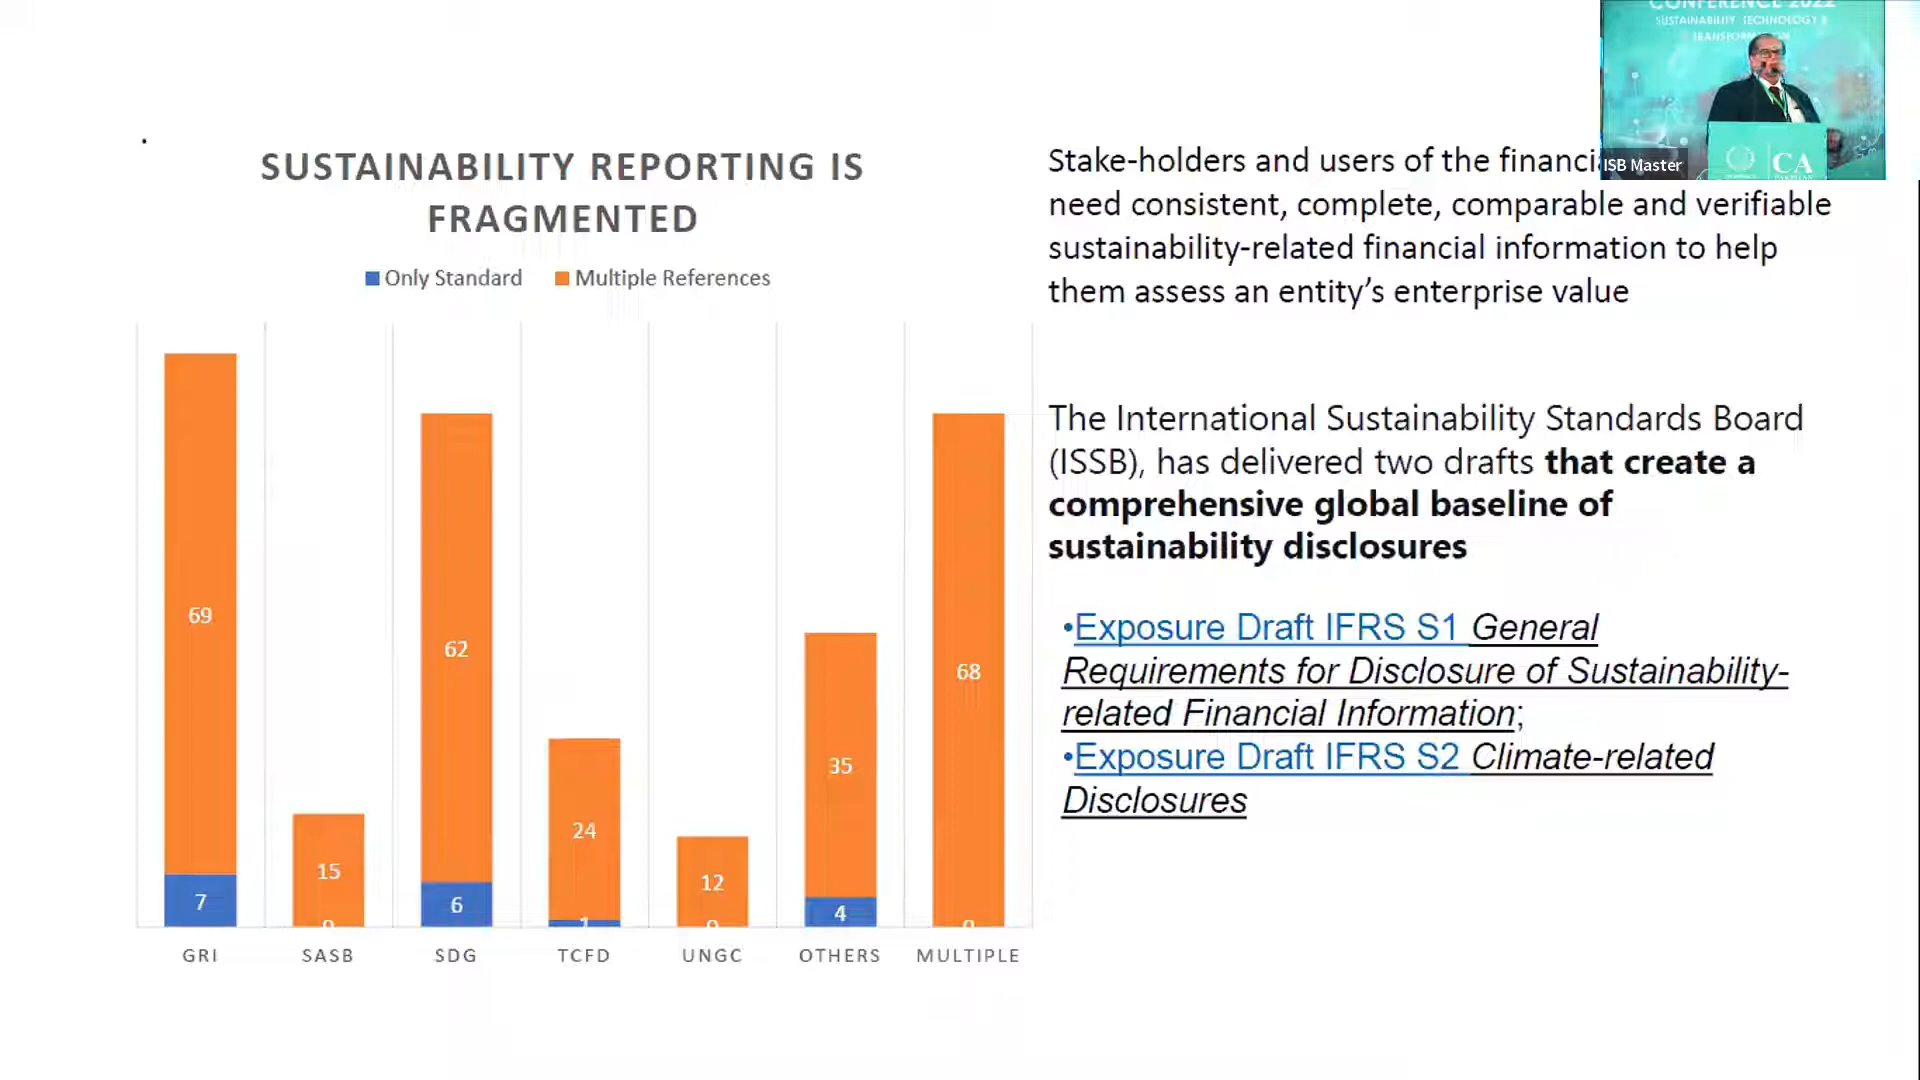 SUSTAINABILITY REPORTING IS
FRAGMENTED
Only Standard
Multiple References
69
7
15
0
62
6
24
1
12
0
35
4
68
0
GRI
SASB
SDG
TCFD
UNGC
OTHERS
MULTIPLE
CONFERENCE 2022
SUSTAINABILITY TECHNOLOGY &
TRANSFORMATION
ISB Master
CA
Stake-holders and users of the
need consistent, complete, comparable and verifiable
sustainability-related financial information to help
them assess an entity’s enterprise value
The International Sustainability Standards Board
(ISSB), has delivered two drafts that create a
comprehensive global baseline of
sustainability disclosures
•Exposure Draft IFRS S1 General
Requirements for Disclosure of Sustainability-
related Financial Information;
•Exposure Draft IFRS S2 Climate-related
Disclosures